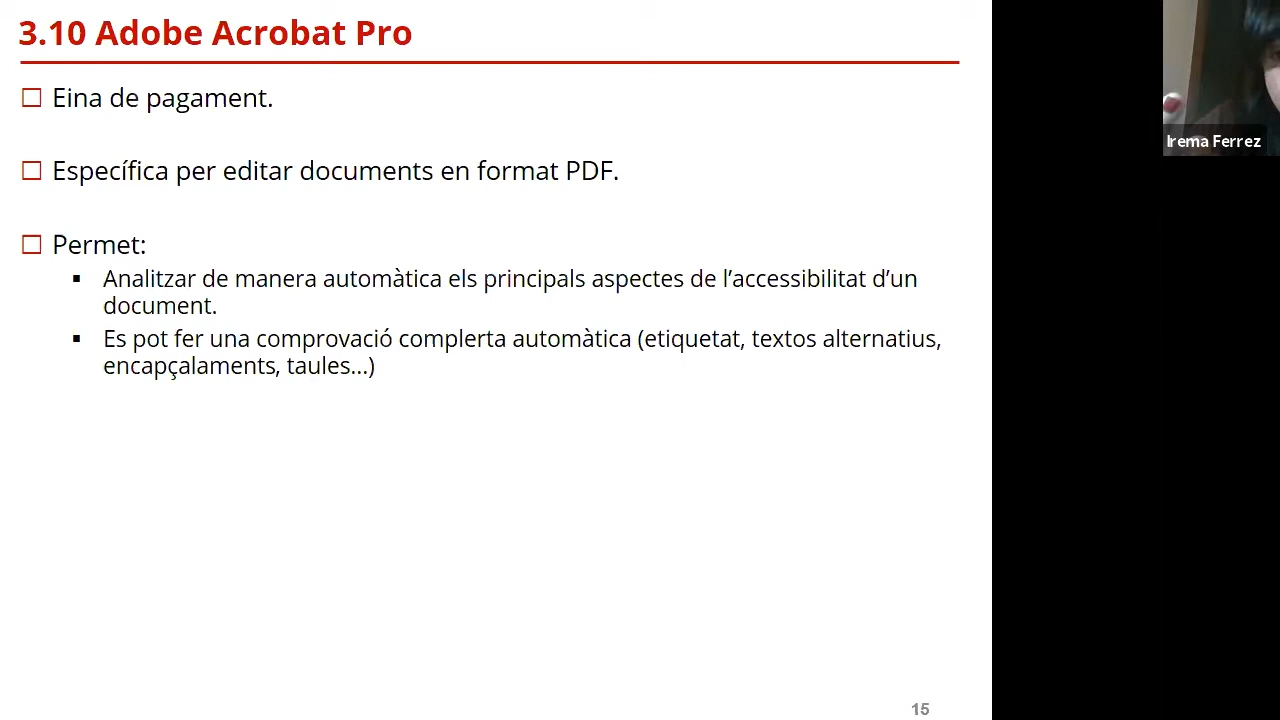 3.10 Adobe Acrobat Pro
Eina de pagament.
Específica per editar documents en format PDF.
Permet:
Analitzar de manera automàtica els principals aspectes de l’accessibilitat d’un
document.
Es pot fer una comprovació complerta automàtica (etiquetat, textos alternatius,
encapçalaments, taules...)
15
Irema Ferrez